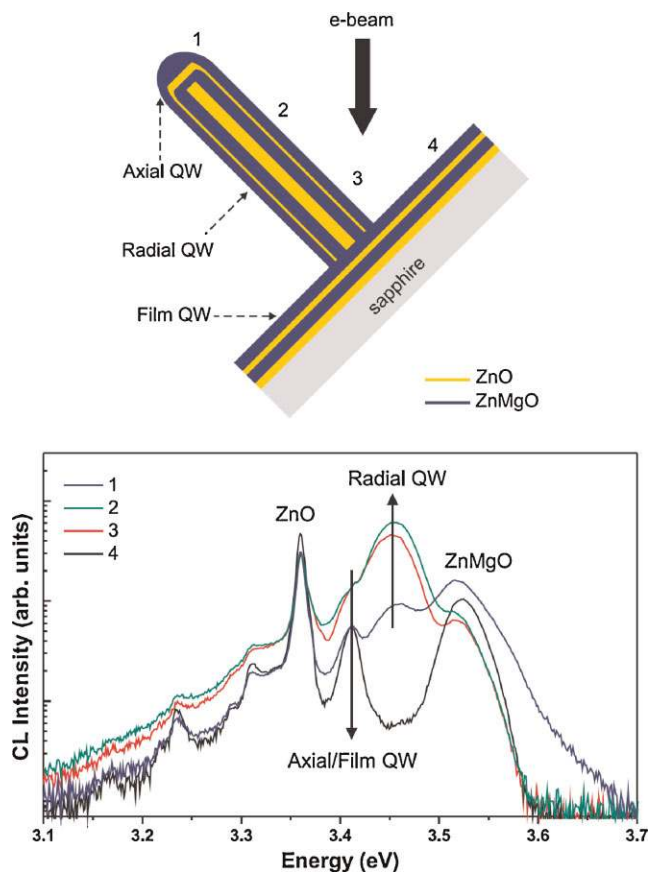 e-beam
1
2
3
4
Axial QW
Radial QW
Film QW
sapphire
ZnO
ZnMgO
1
2
3
4
ZnO
Radial QW
ZnMgO
Axial/Film QW
CL Intensity (arb. units)
3.1 3.2 3.3 3.4 3.5 3.6 3.7
Energy (eV)